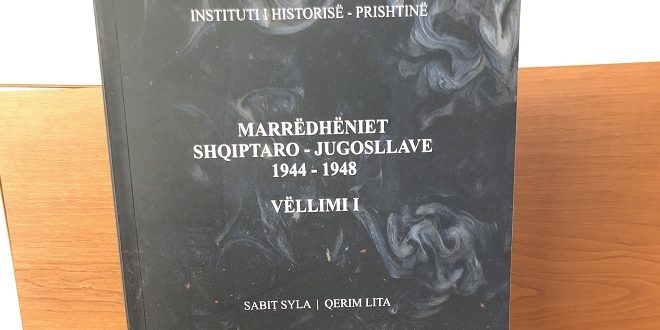 INSTITUTI I HISTORISË - PRISHTINË
MARRËDHËNIET
SHQIPTARO - JUGOSLLAVE
1944 - 1948
VËLLIMI I
SABIT SYLA | QERIM LITA